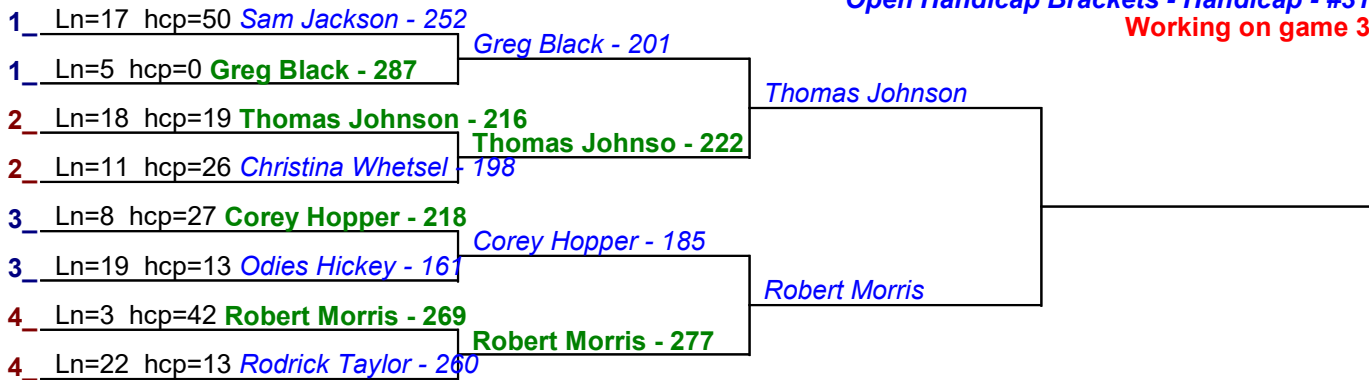 Open Handicap Brackets - Handicap - #31
Working on game 3
1_ Ln=17 hcp=50 Sam Jackson - 252
Greg Black - 201
1_ Ln=5 hcp=0 Greg Black - 287
Thomas Johnson
2_ Ln=18 hcp=19 Thomas Johnson - 216
Thomas Johnso - 222
2_ Ln=11 hcp=26 Christina Whetsel - 198
3_ Ln=8 hcp=27 Corey Hopper - 218
Corey Hopper - 185
3_ Ln=19 hcp=13 Odies Hickey - 161
Robert Morris
4_ Ln=3 hcp=42 Robert Morris - 269
Robert Morris - 277
4_ Ln=22 hcp=13 Rodrick Taylor - 260